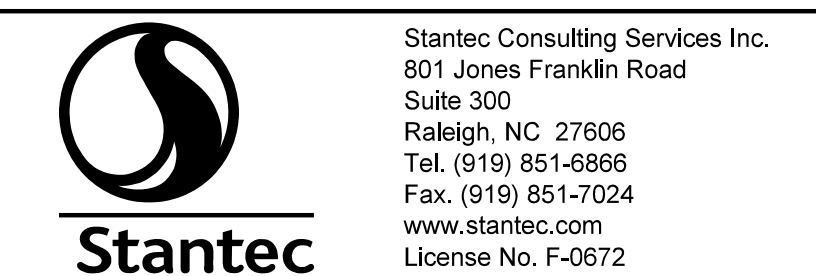 Stantec
Stantec Consulting Services Inc.
801 Jones Franklin Road
Suite 300
Raleigh, NC  27606
Tel. (919) 851-6866
Fax. (919) 851-7024
www.stantec.com
License No. F-0672